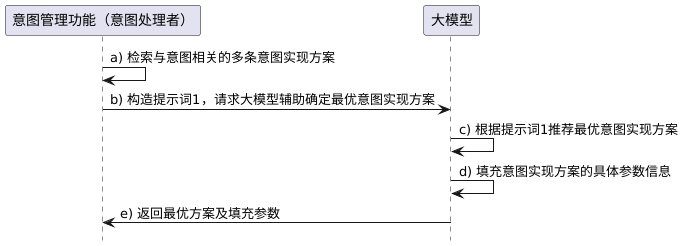 意图管理功能（意图处理者）
大模型
a) 检索与意图相关的多条意图实现方案
b) 构造提示词1，请求大模型辅助确定最优意图实现方案
c) 根据提示词1推荐最优意图实现方案
d) 填充意图实现方案的具体参数信息
e) 返回最优方案及填充参数